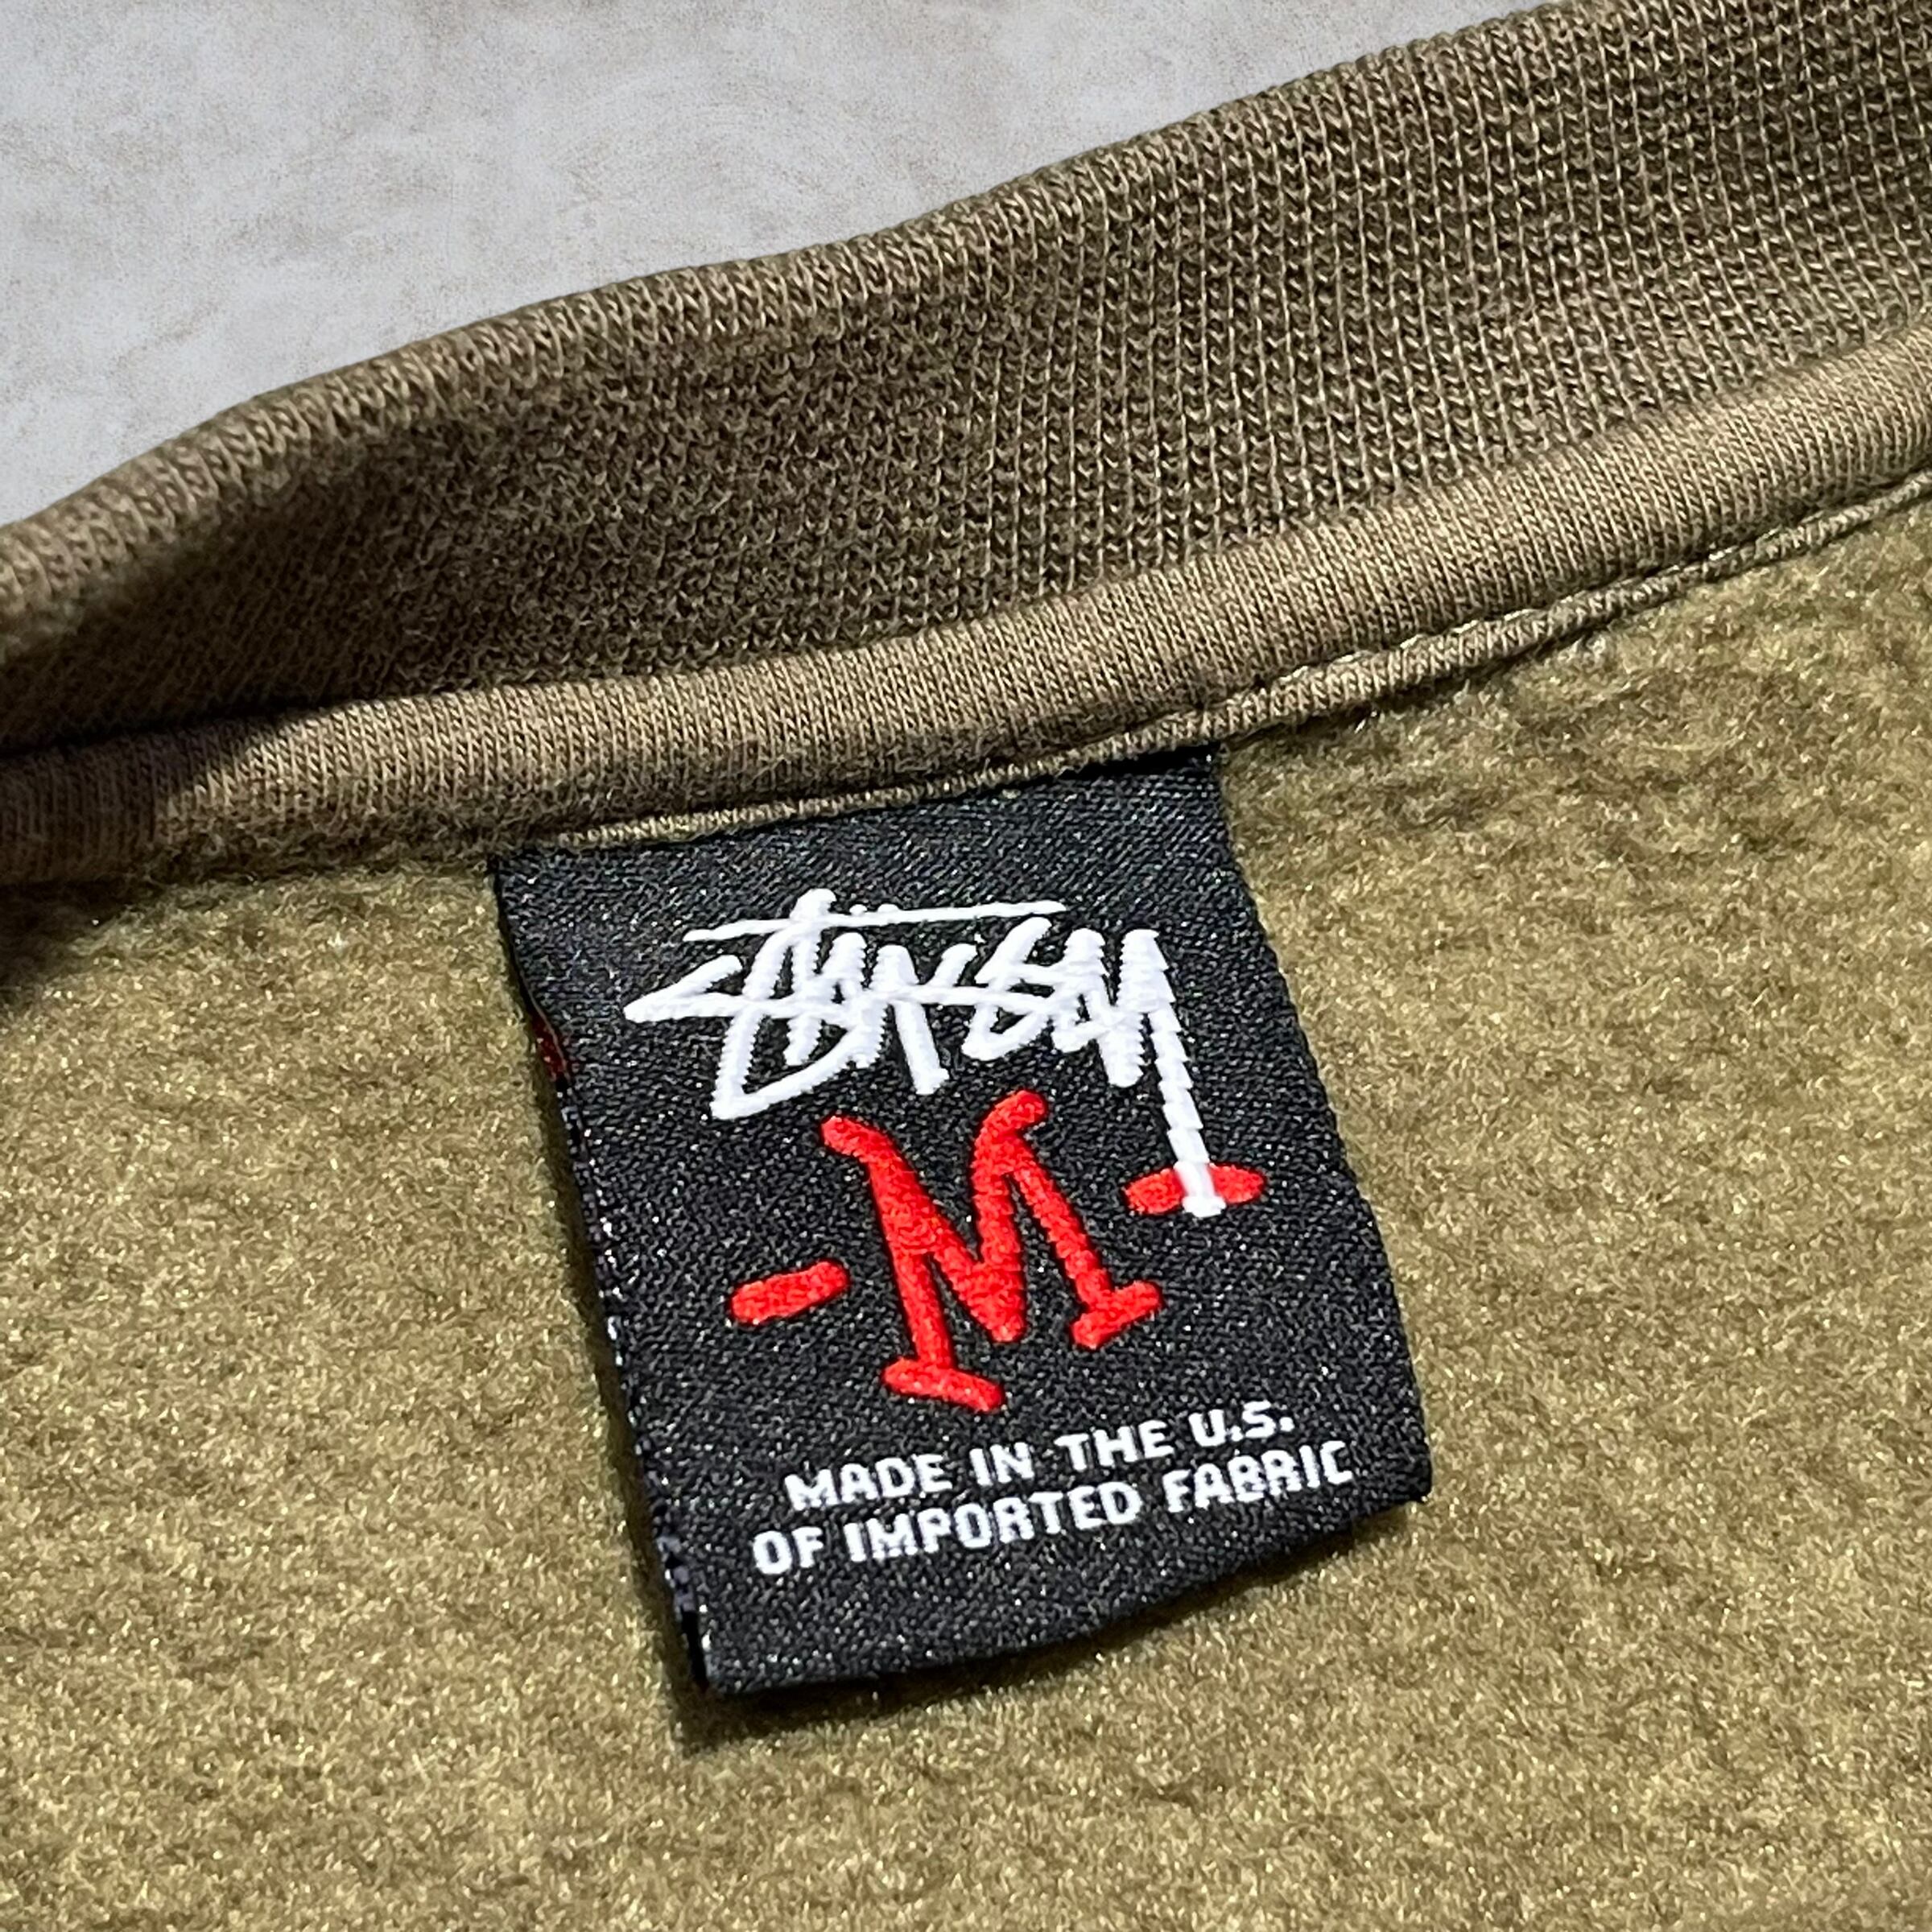 Stüssy
-M-
MADE IN THE U.S.
OF IMPORTED FABRIC